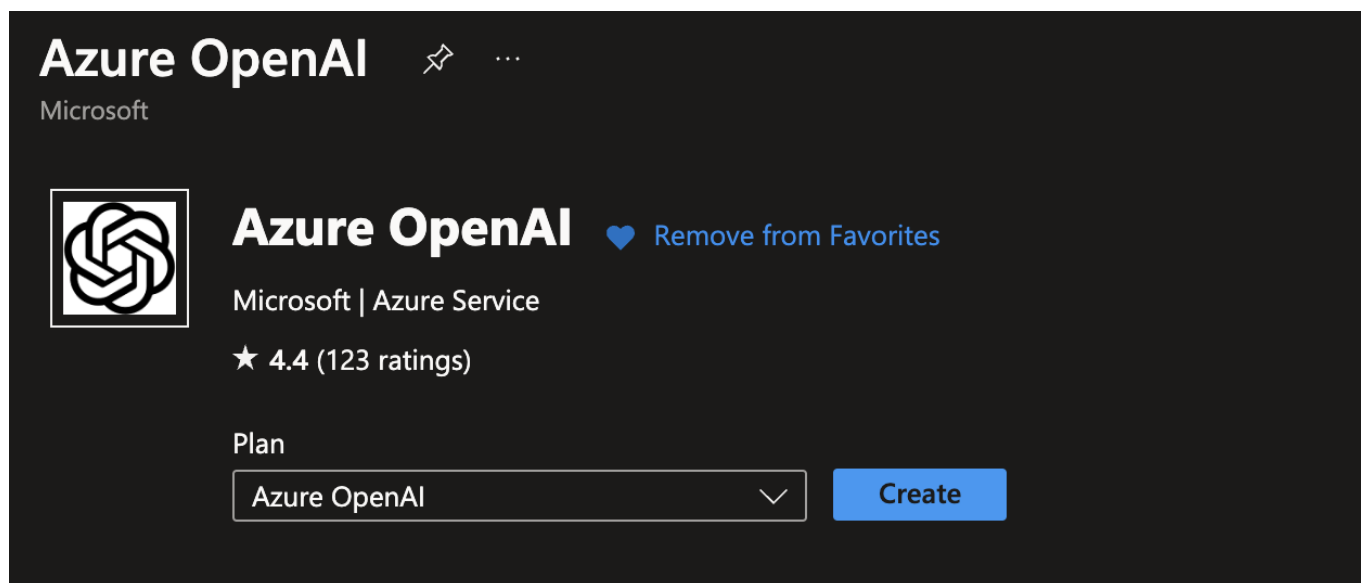 Azure OpenAI
Microsoft
Azure OpenAI Remove from Favorites
Microsoft | Azure Service
★ 4.4 (123 ratings)
Plan
Azure OpenAI Create